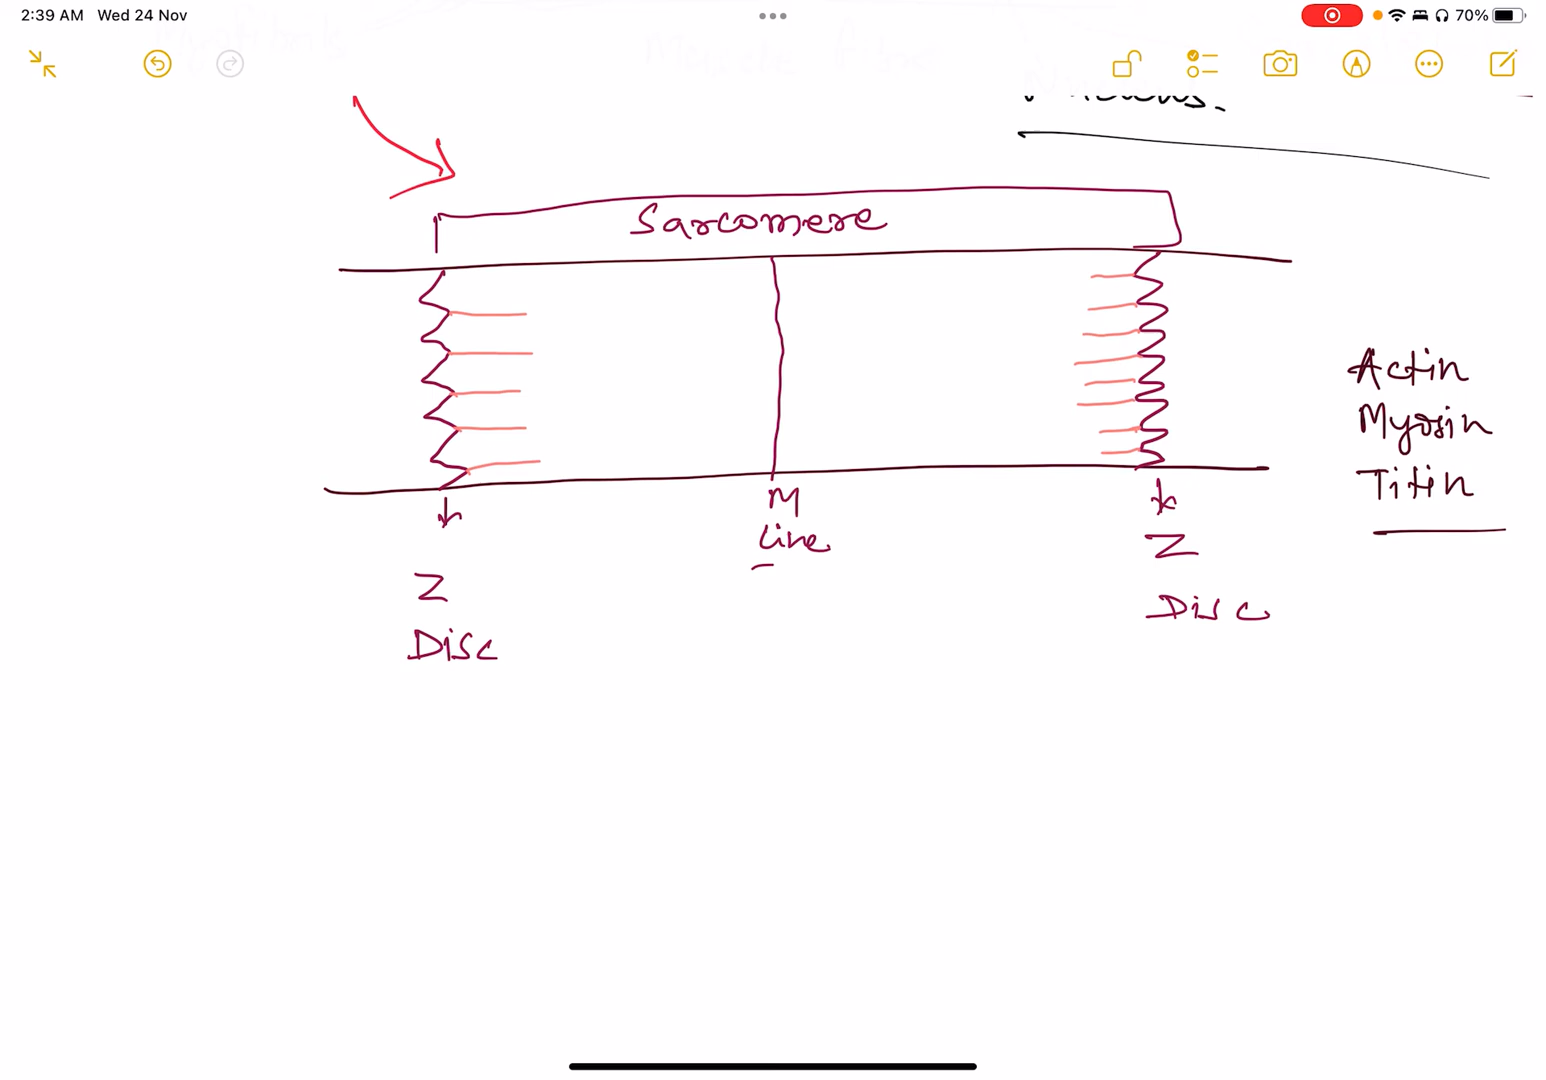 2:39 AM Wed 24 Nov
70%
Sarcomere
Actin
Myosin
Titin
M
line
Z
Disc
Z
Disc